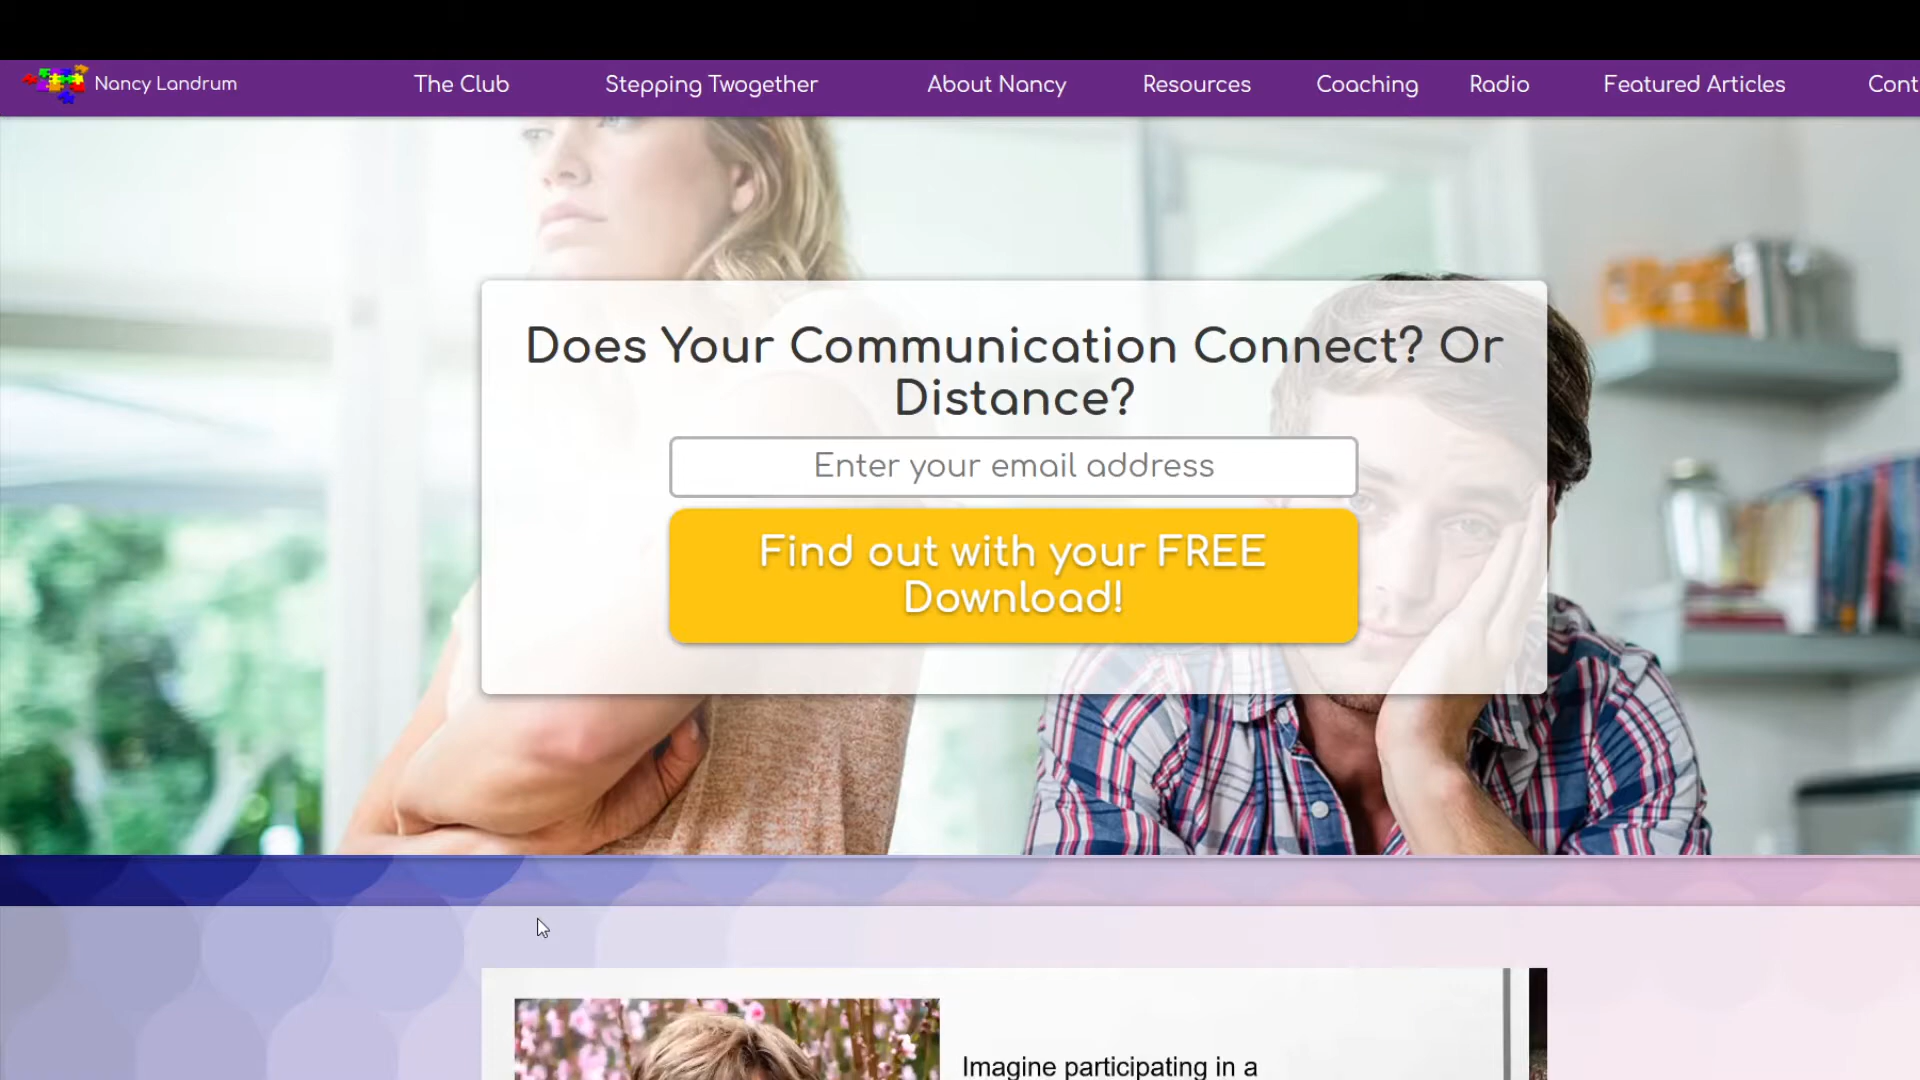 Nancy Landrum
The Club
Stepping Twogether
About Nancy
Resources
Coaching
Radio
Featured Articles
Cont
Does Your Communication Connect? Or
Distance?
Enter your email address
Find out with your FREE
Download!
Imagine participating in a